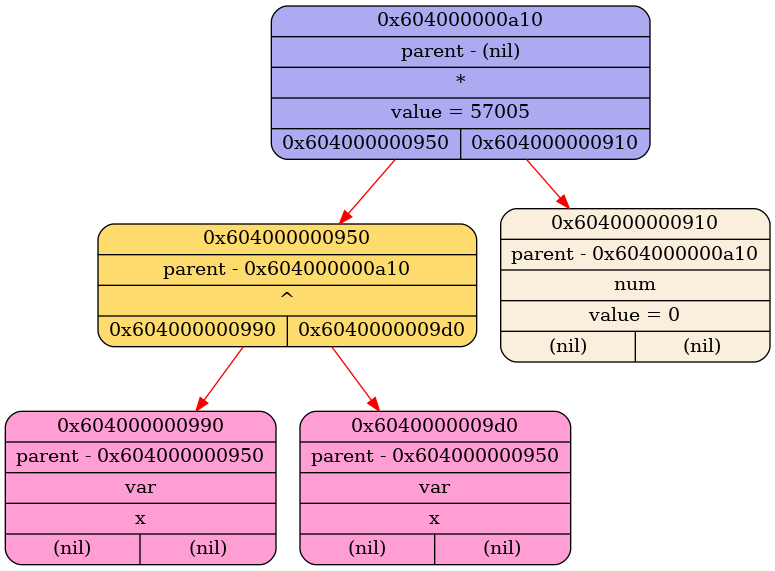 0x604000000a10
parent - (nil)
*
value = 57005
0x604000000950 0x604000000910
0x604000000950
parent - 0x604000000a10
^
0x604000000990 0x6040000009d0
0x604000000910
parent - 0x604000000a10
num
value = 0
(nil) (nil)
0x604000000990
parent - 0x604000000950
var
x
(nil) (nil)
0x6040000009d0
parent - 0x604000000950
var
x
(nil) (nil)